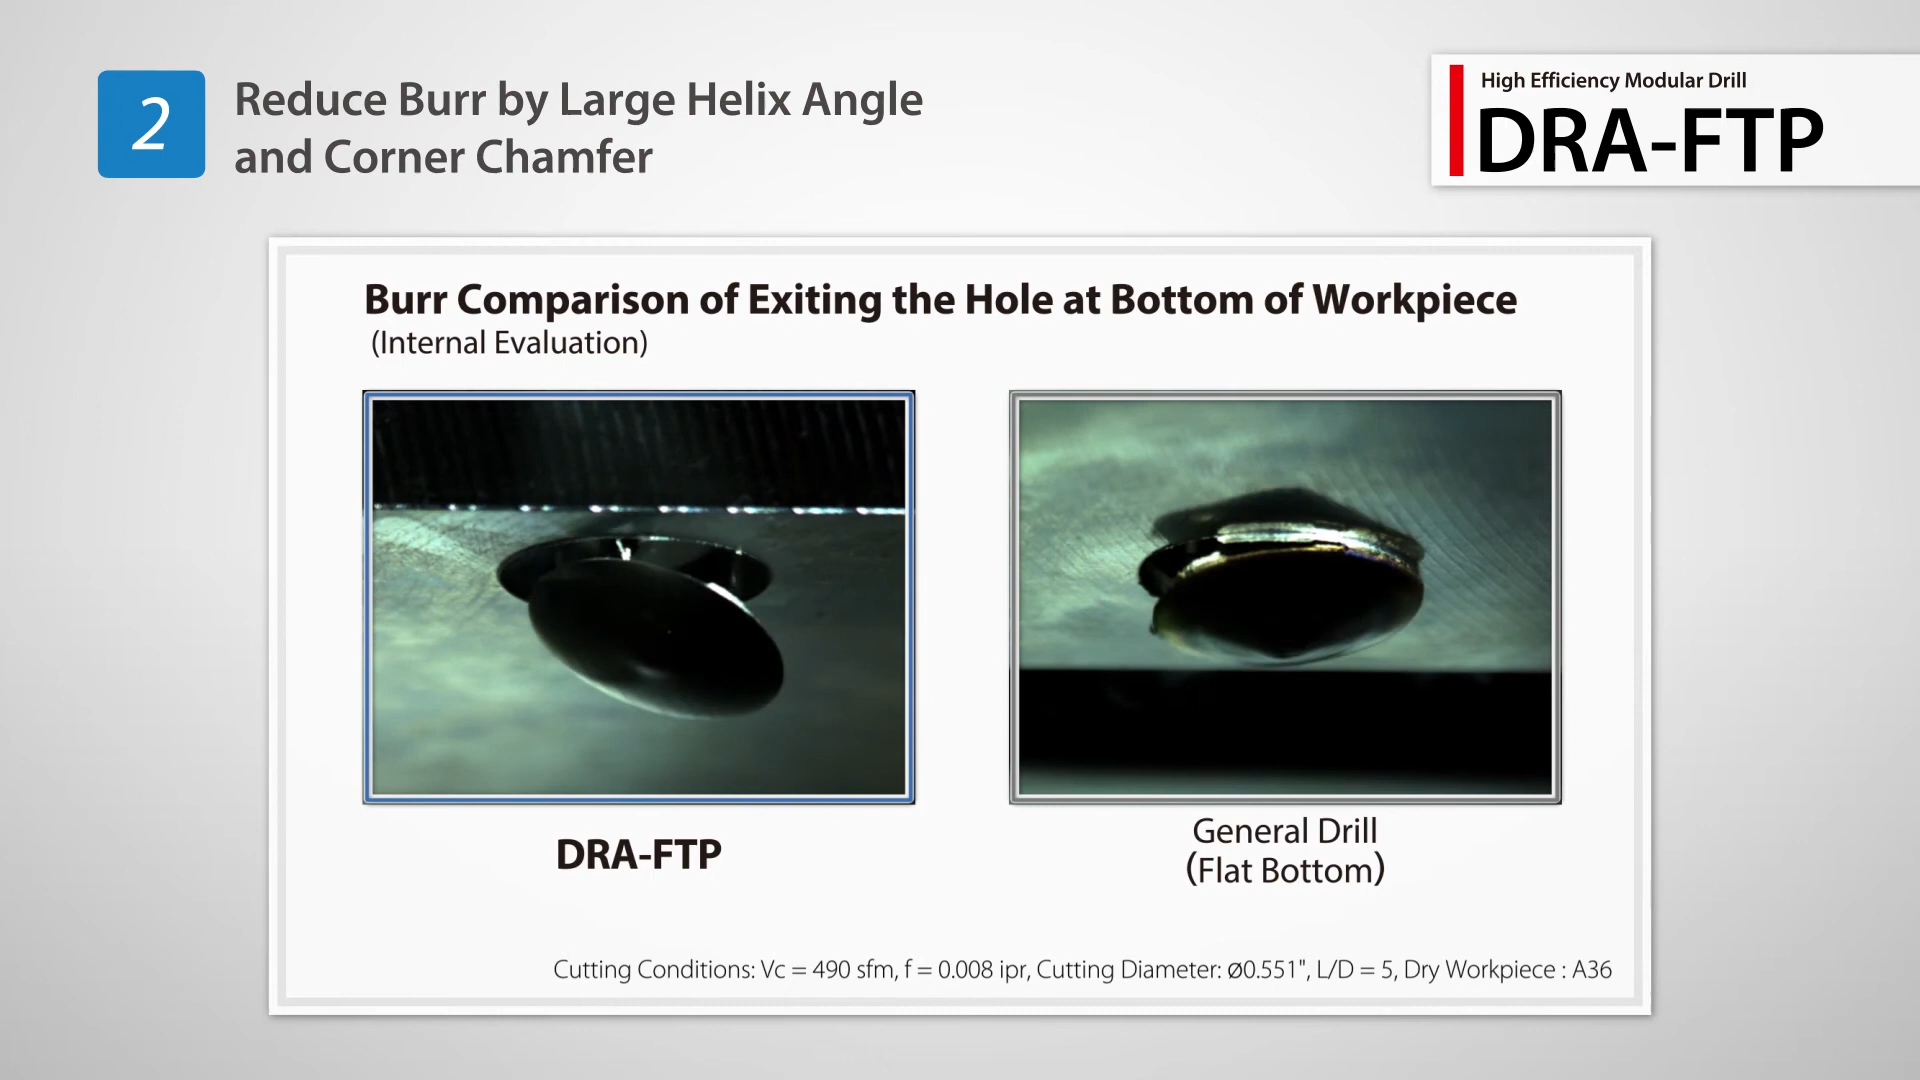 2
Reduce Burr by Large Helix Angle
and Corner Chamfer
High Efficiency Modular Drill
DRA-FTP
Burr Comparison of Exiting the Hole at Bottom of Workpiece
(Internal Evaluation)
DRA-FTP
General Drill
(Flat Bottom)
Cutting Conditions: Vc = 490 sfm, f = 0.008 ipr, Cutting Diameter: ø0.551", L/D = 5, Dry Workpiece : A36